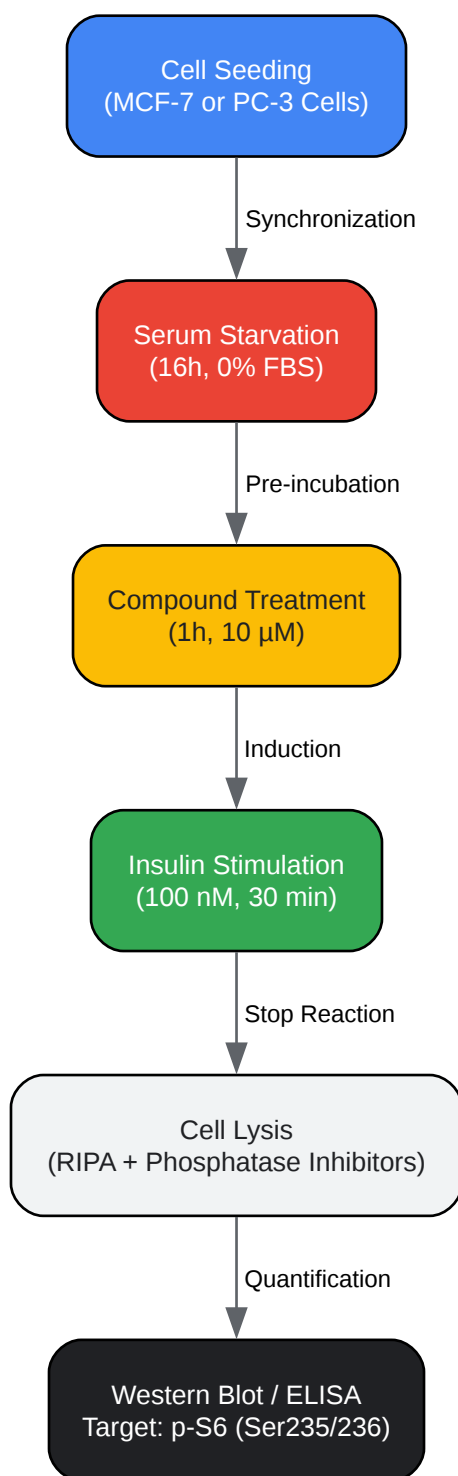 Cell Seeding
(MCF-7 or PC-3 Cells)
Synchronization
Serum Starvation
(16h, 0% FBS)
Pre-incubation
Compound Treatment
(1h, 10 µM)
Induction
Insulin Stimulation
(100 nM, 30 min)
Stop Reaction
Cell Lysis
(RIPA + Phosphatase Inhibitors)
Quantification
Western Blot / ELISA
Target: p-S6 (Ser235/236)